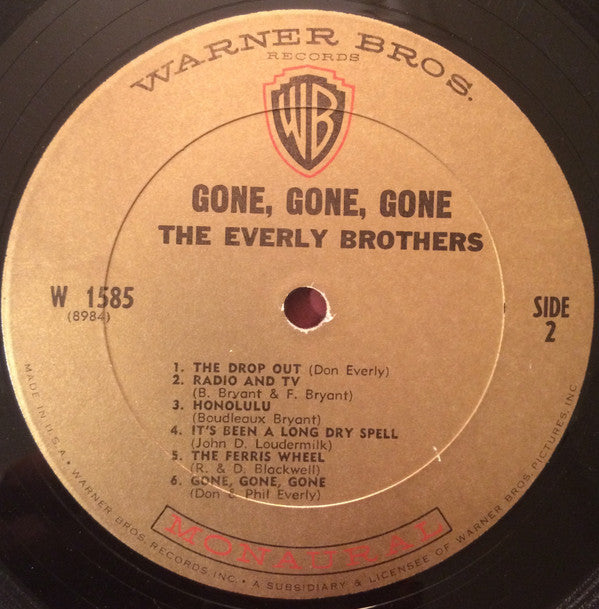 WARNER BROS.
RECORDS
WB
GONE, GONE, GONE
THE EVERLY BROTHERS
W 1585
(8984)
SIDE
2
1. THE DROP OUT (Don Everly)
2. RADIO AND TV
(B. Bryant & F. Bryant)
3. HONOLULU
(Boudleaux Bryant)
4. IT'S BEEN A LONG DRY SPELL
(John D. Loudermilk)
5. THE FERRIS WHEEL
(R. & D. Blackwell)
6. GONE, GONE, GONE
(Don & Phil Everly)
MONAURAL
MADE IN U.S.A. • WARNER BROS. RECORDS, INC. • A SUBSIDIARY & LICENSEE OF WARNER BROS. PICTURES, INC.